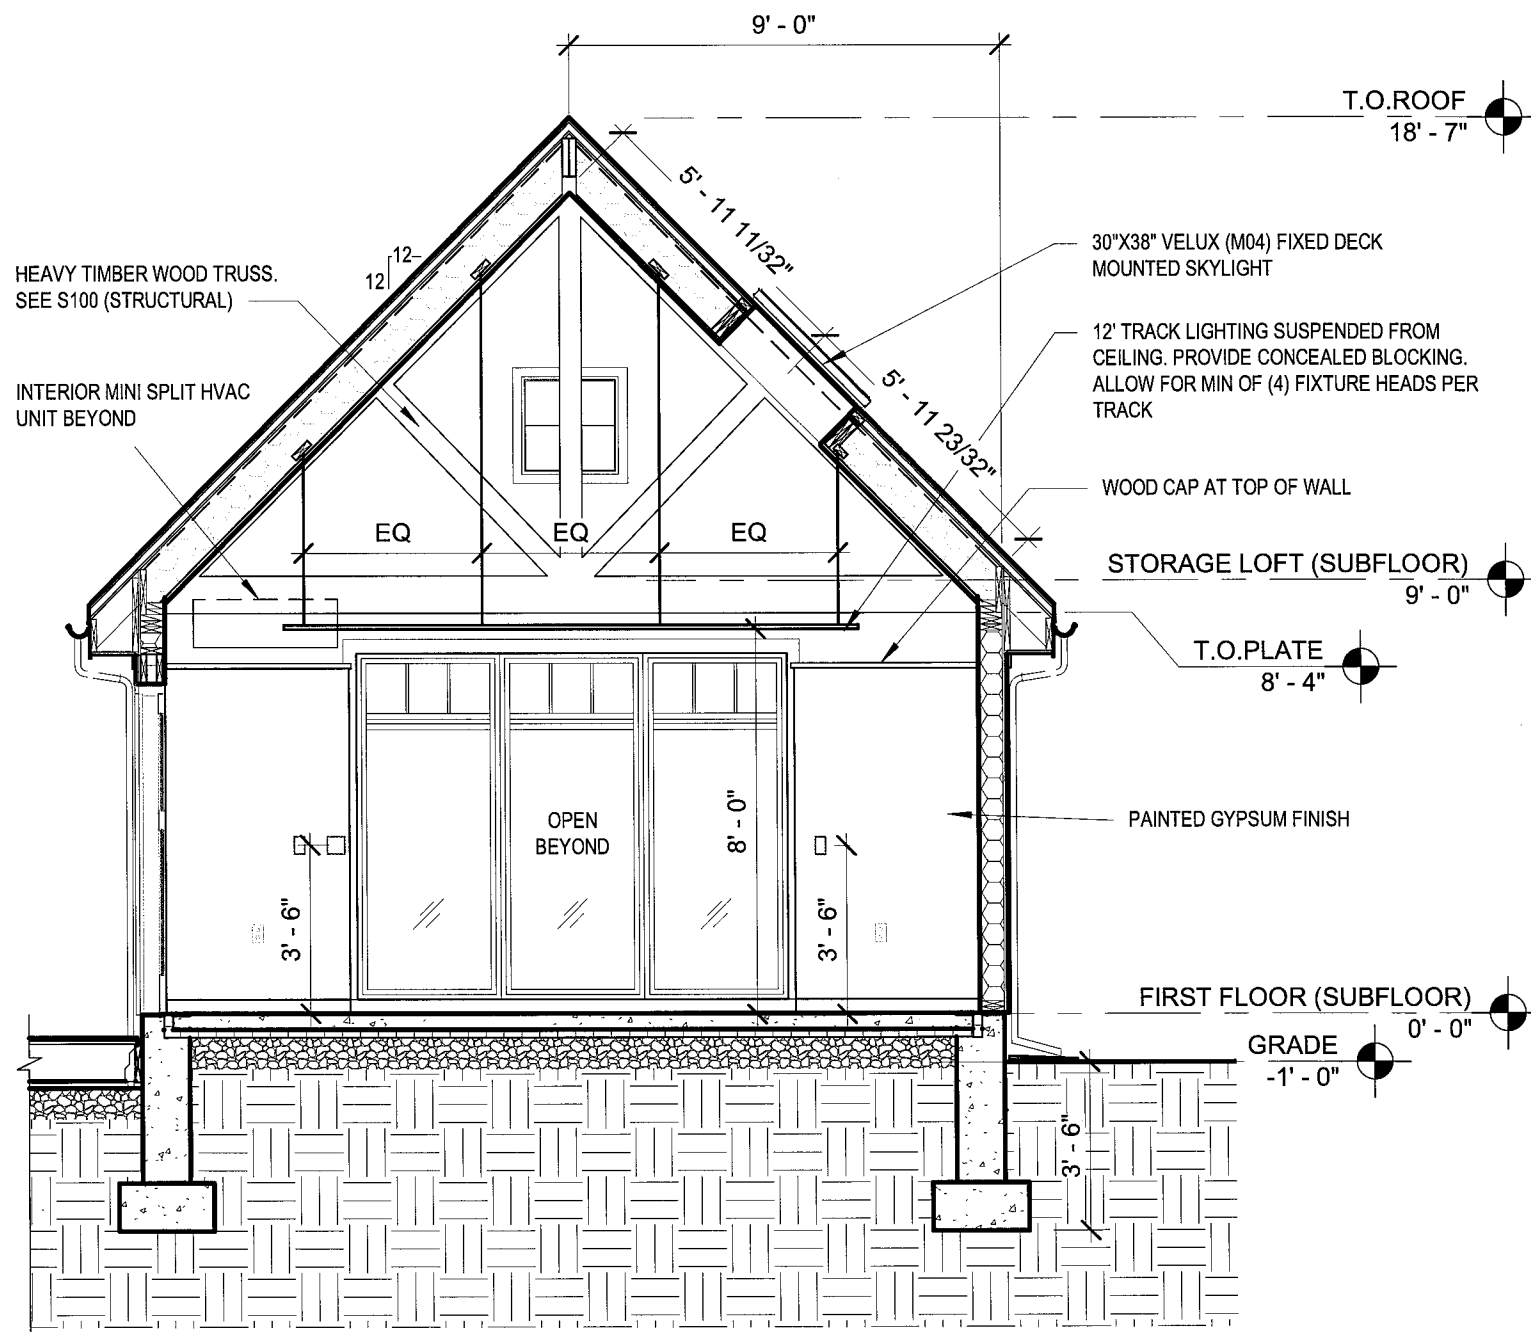 9' - 0"
T.O.ROOF
18' - 7"
5' - 11 11/32"
30"X38" VELUX (M04) FIXED DECK
MOUNTED SKYLIGHT
12
12
HEAVY TIMBER WOOD TRUSS.
SEE S100 (STRUCTURAL)
12' TRACK LIGHTING SUSPENDED FROM
CEILING. PROVIDE CONCEALED BLOCKING.
ALLOW FOR MIN OF (4) FIXTURE HEADS PER
TRACK
INTERIOR MINI SPLIT HVAC
UNIT BEYOND
5' - 11 23/32"
WOOD CAP AT TOP OF WALL
EQ
EQ
EQ
STORAGE LOFT (SUBFLOOR)
9' - 0"
T.O.PLATE
8' - 4"
OPEN
BEYOND
8' - 0"
PAINTED GYPSUM FINISH
3' - 6"
3' - 6"
FIRST FLOOR (SUBFLOOR)
0' - 0"
GRADE
-1' - 0"
3' - 6"